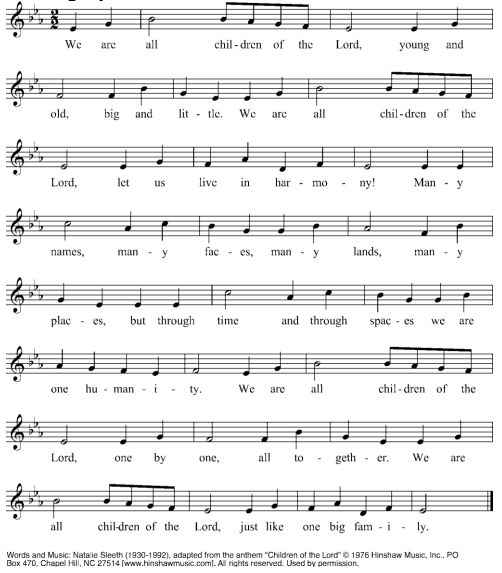 We are all chil - dren of the Lord, young and
old, big and lit - tle. We are all chil - dren of the
Lord, let us live in har - mo - ny! Man - y
names, man - y fac - es, man - y lands, man - y
plac - es, but through time and through spac - es we are
one hu - man - i - ty. We are all chil - dren of the
Lord, one by one, all to - geth - er. We are
all chil - dren of the Lord, just like one big fam - i - ly.
Words and Music: Natalie Sleeth (1930-1992), adapted from the anthem "Children of the Lord" © 1976 Hinshaw Music, Inc., PO
Box 470, Chapel Hill, NC 27514 [www.hinshawmusic.com]. All rights reserved. Used by permission.